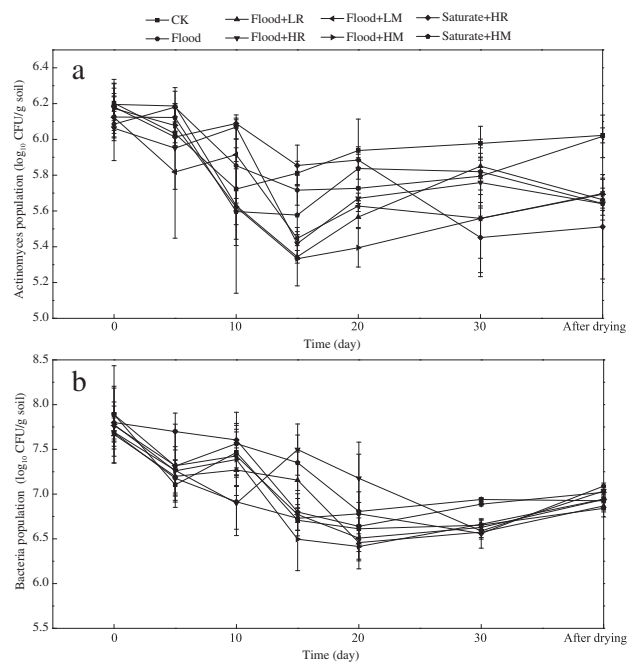 CK Flood+LR Flood+LM Saturate+HR
Flood Flood+HR Flood+HM Saturate+HM
a
6.4
6.2
6.0
5.8
5.6
5.4
5.2
5.0
Actinomyces population (log₁₀ CFU/g soil)
0 10 20 30 After drying
Time (day)
b
8.5
8.0
7.5
7.0
6.5
6.0
5.5
Bacteria population (log₁₀ CFU/g soil)
0 10 20 30 After drying
Time (day)